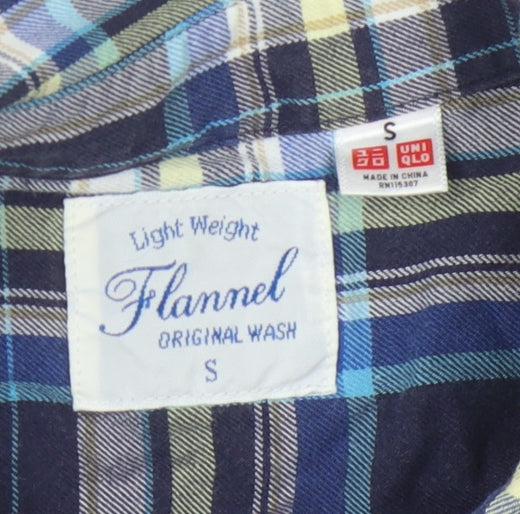 S
ユニ UNI
クロ QLO
MADE IN CHINA
RN115307
Light Weight
Flannel
ORIGINAL WASH
S